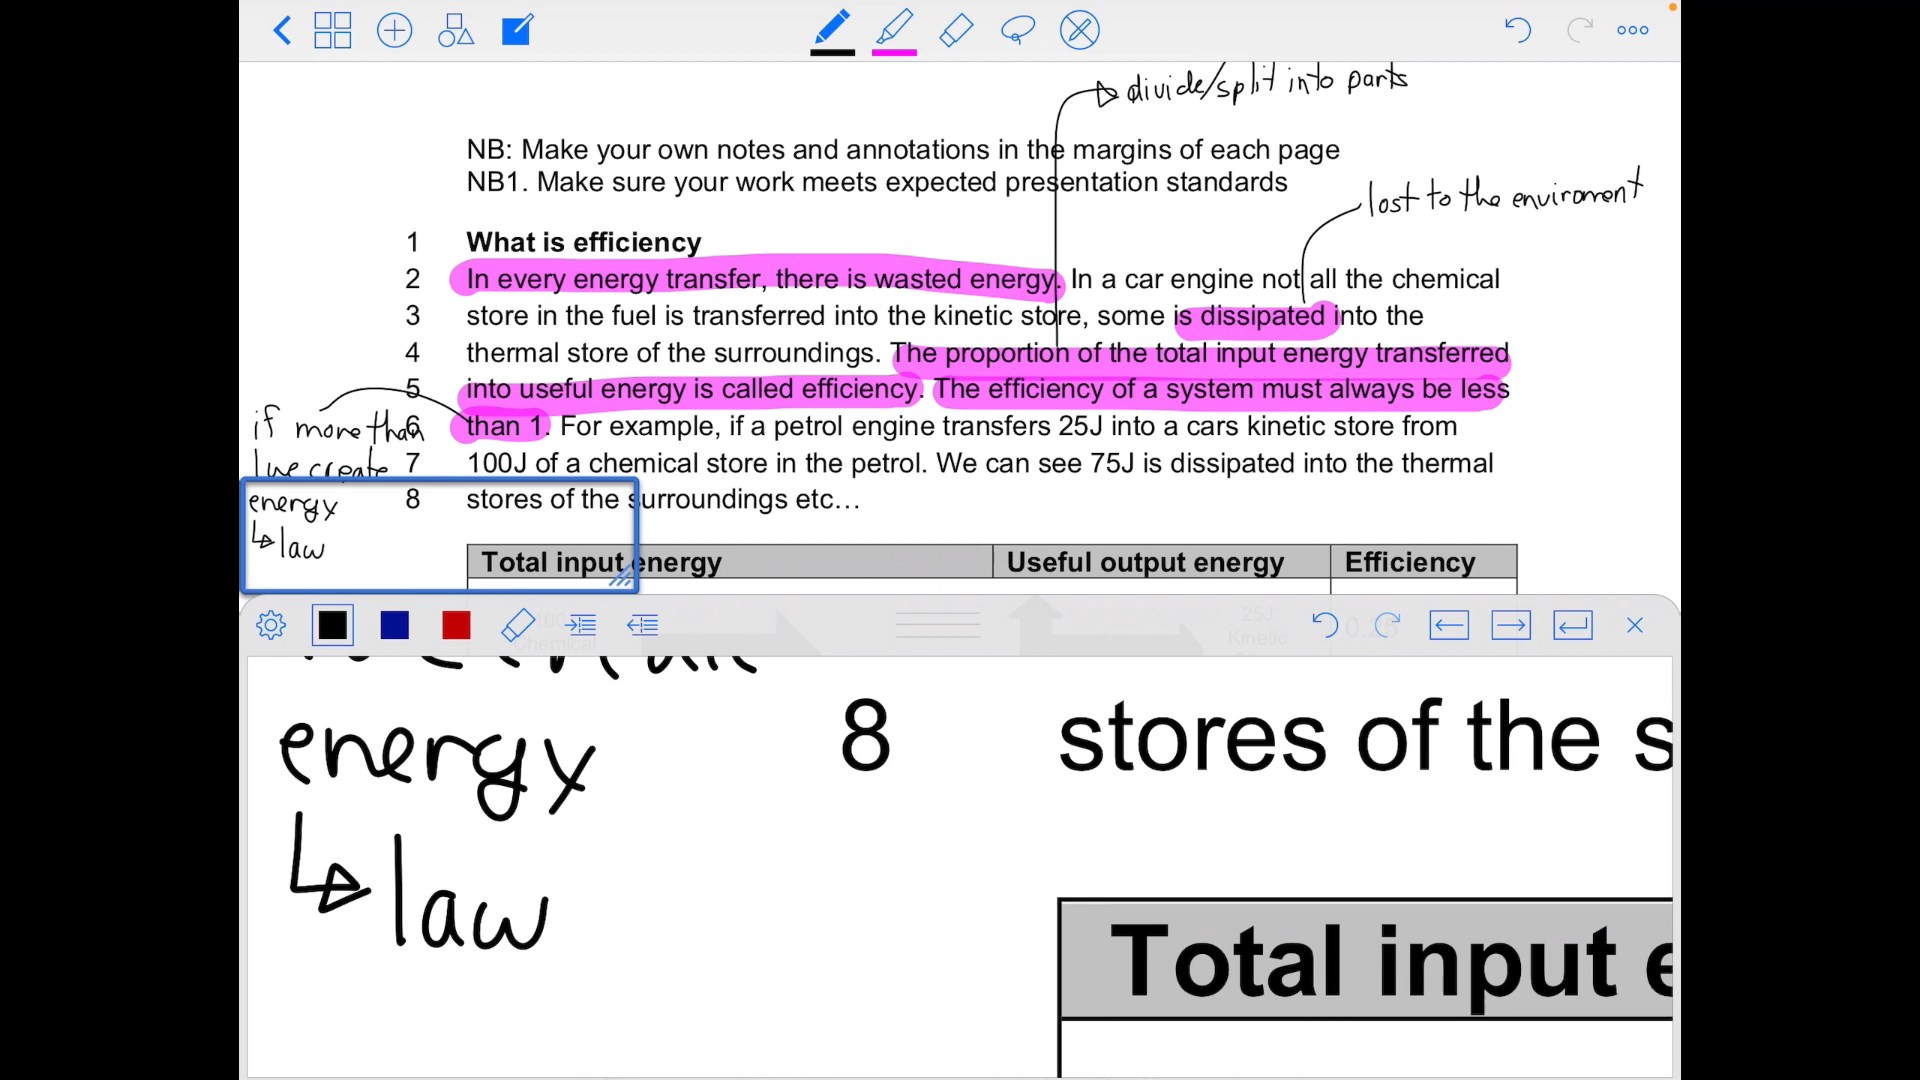 divide/split into parts
NB: Make your own notes and annotations in the margins of each page
NB1. Make sure your work meets expected presentation standards
lost to the enviroment
1 What is efficiency
2 In every energy transfer, there is wasted energy. In a car engine not all the chemical
3 store in the fuel is transferred into the kinetic store, some is dissipated into the
4 thermal store of the surroundings. The proportion of the total input energy transferred
5 into useful energy is called efficiency. The efficiency of a system must always be less
6 than 1. For example, if a petrol engine transfers 25J into a cars kinetic store from
7 100J of a chemical store in the petrol. We can see 75J is dissipated into the thermal
8 stores of the surroundings etc…
if more than
1 we create
energy
law
Total input energy Useful output energy Efficiency
100J 25J 0.25
Chemical Kinetic
energy 8 stores of the s
law
Total input e